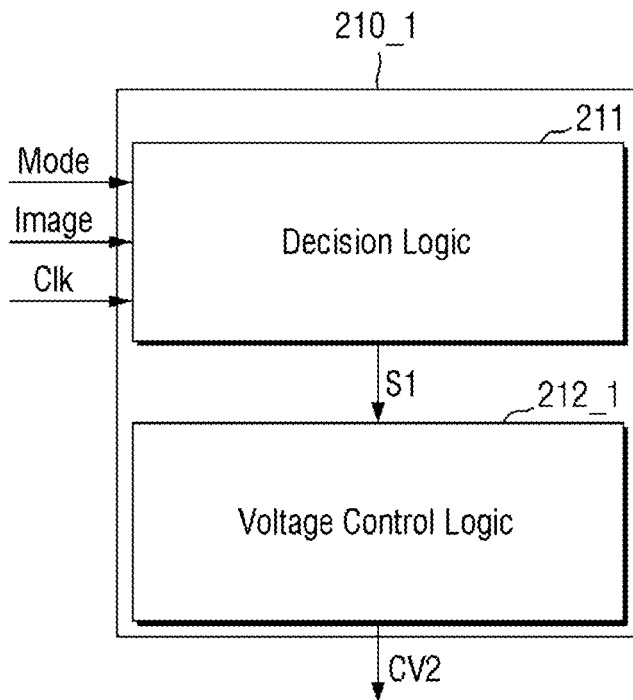 210_1
211
Mode
Image
Clk
Decision Logic
S1
212_1
Voltage Control Logic
CV2